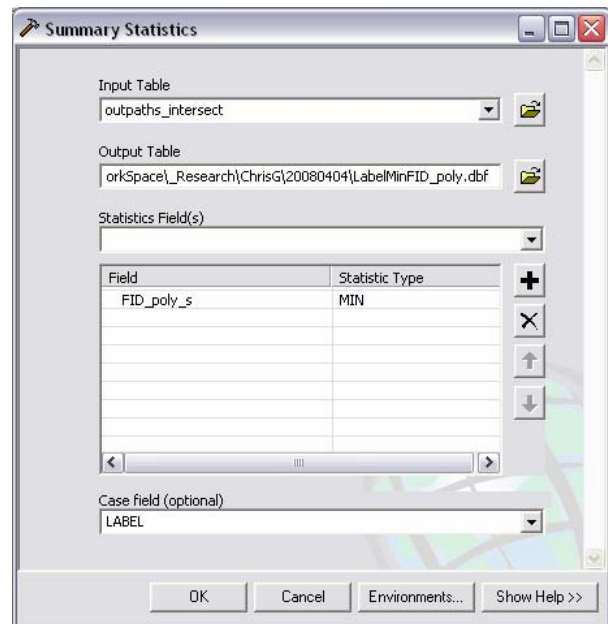 Summary Statistics
Input Table
outpaths_intersect
Output Table
orkSpace\_Research\ChrisG\20080404\LabelMinFID_poly.dbf
Statistics Field(s)
Field Statistic Type
FID_poly_s MIN
Case field (optional)
LABEL
OK Cancel Environments... Show Help >>